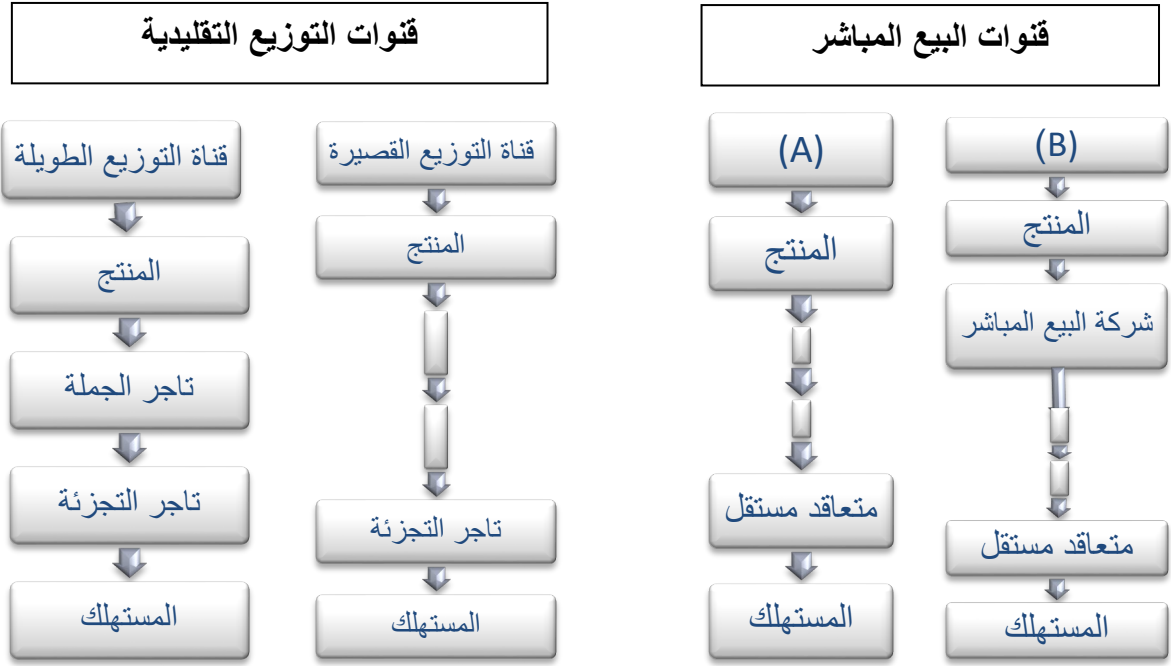 قنوات البيع المباشر
قنوات التوزيع التقليدية
(B)
المنتج
شركة البيع المباشر
متعاقد مستقل
المستهلك
(A)
المنتج
متعاقد مستقل
المستهلك
قناة التوزيع القصيرة
المنتج
تاجر التجزئة
المستهلك
قناة التوزيع الطويلة
المنتج
تاجر الجملة
تاجر التجزئة
المستهلك